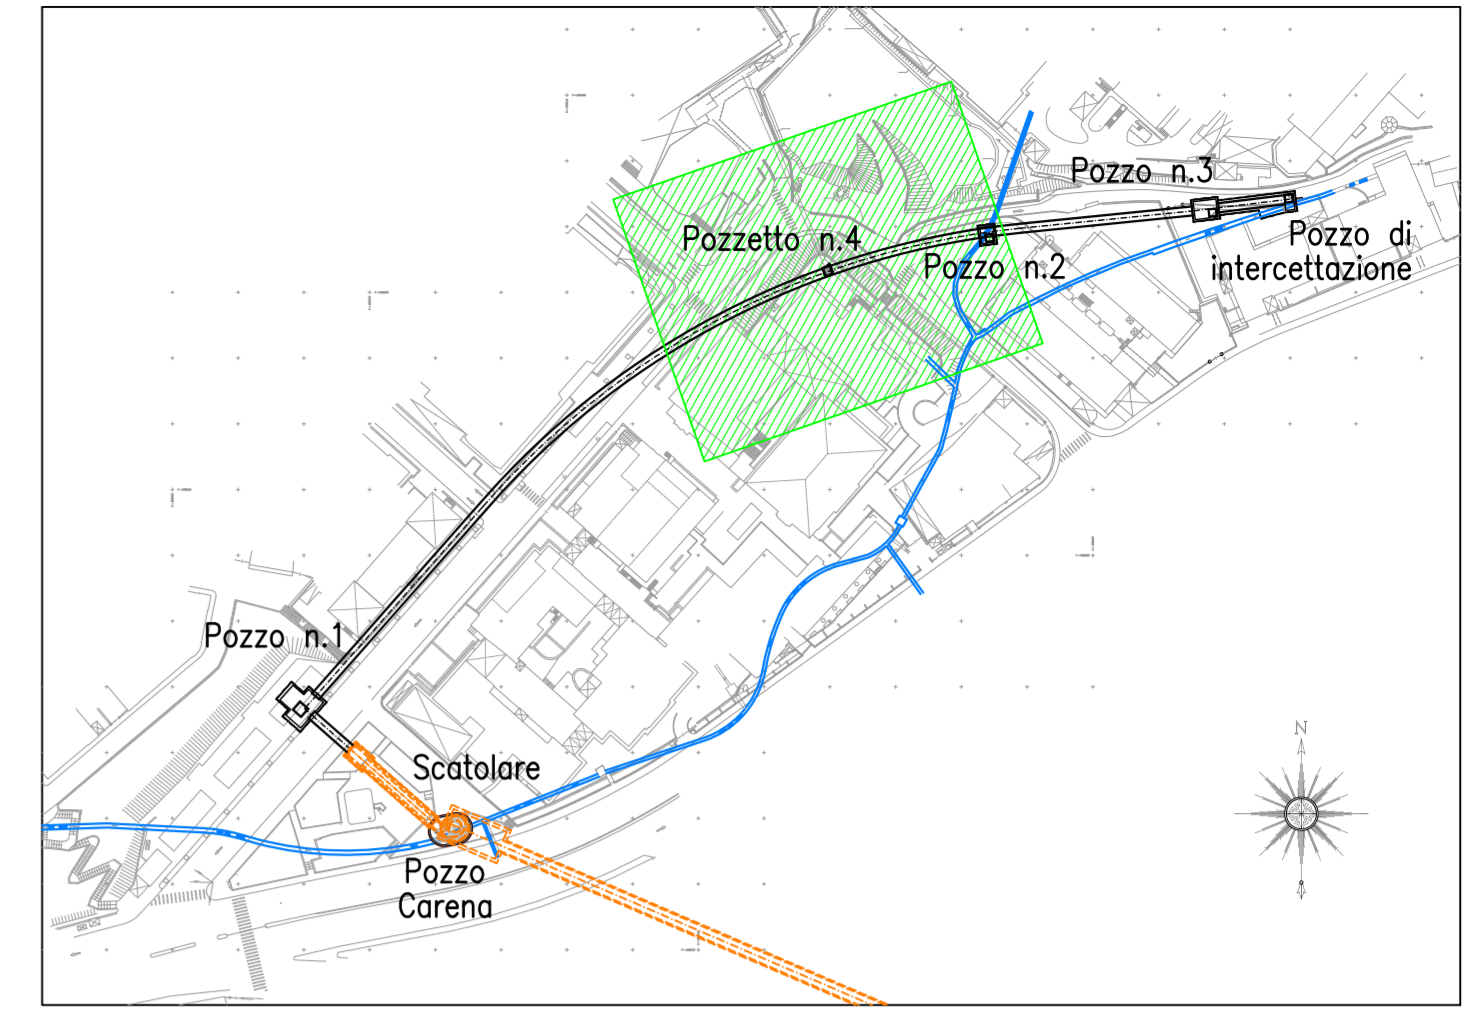 N
Pozzo n.3
Pozzetto n.4
Pozzo n.2
Pozzo di
intercettazione
Pozzo n.1
Scatolare
Pozzo
Carena